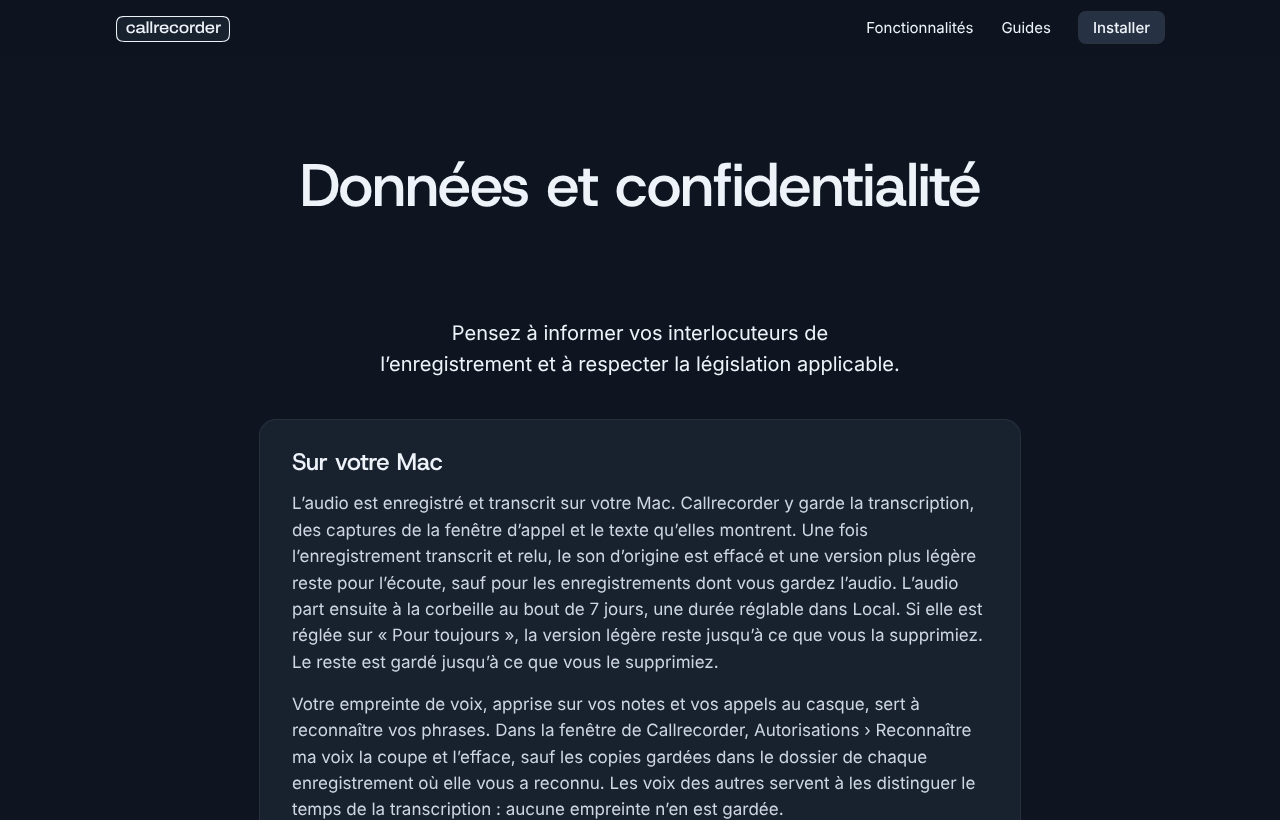 callrecorder
Fonctionnalités
Guides
Installer
Données et confidentialité
Pensez à informer vos interlocuteurs de
l’enregistrement et à respecter la législation applicable.
Sur votre Mac
L’audio est enregistré et transcrit sur votre Mac. Callrecorder y garde la transcription,
des captures de la fenêtre d’appel et le texte qu’elles montrent. Une fois
l’enregistrement transcrit et relu, le son d’origine est effacé et une version plus légère
reste pour l’écoute, sauf pour les enregistrements dont vous gardez l’audio. L’audio
part ensuite à la corbeille au bout de 7 jours, une durée réglable dans Local. Si elle est
réglée sur « Pour toujours », la version légère reste jusqu’à ce que vous la supprimiez.
Le reste est gardé jusqu’à ce que vous le supprimiez.
Votre empreinte de voix, apprise sur vos notes et vos appels au casque, sert à
reconnaître vos phrases. Dans la fenêtre de Callrecorder, Autorisations › Reconnaître
ma voix la coupe et l’efface, sauf les copies gardées dans le dossier de chaque
enregistrement où elle vous a reconnu. Les voix des autres servent à les distinguer le
temps de la transcription : aucune empreinte n’en est gardée.